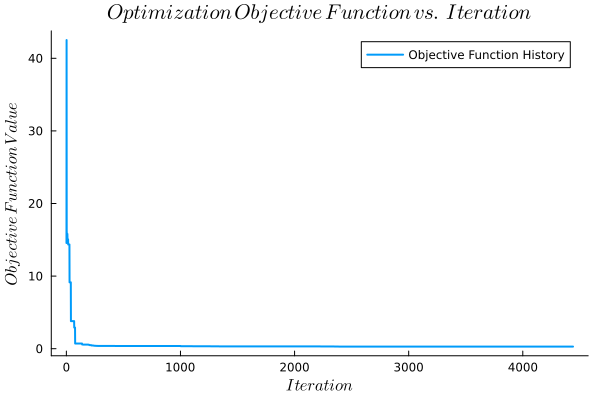 Optimization Objective Function vs. Iteration
Objective Function History
Objective Function Value
40
30
20
10
0
0 1000 2000 3000 4000
Iteration